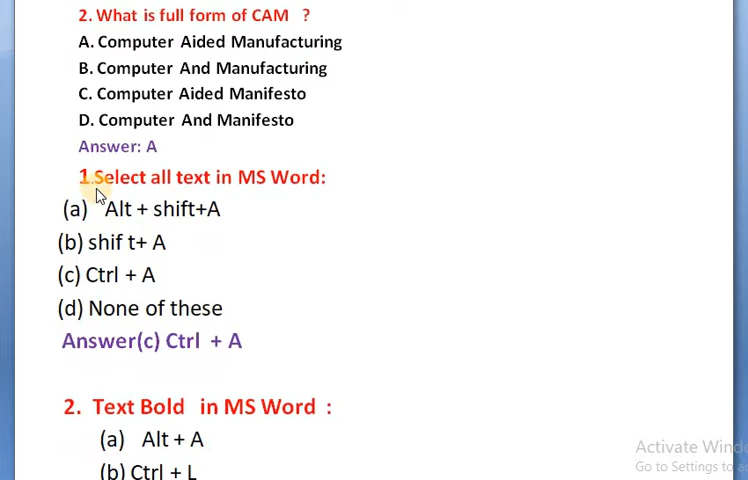 2. What is full form of CAM ?
A. Computer Aided Manufacturing
B. Computer And Manufacturing
C. Computer Aided Manifesto
D. Computer And Manifesto
Answer: A
1.Select all text in MS Word:
(a) Alt + shift+A
(b) shif t+ A
(c) Ctrl + A
(d) None of these
Answer(c) Ctrl + A
2. Text Bold in MS Word :
(a) Alt + A
(b) Ctrl + L
Activate Windo
Go to Settings to a